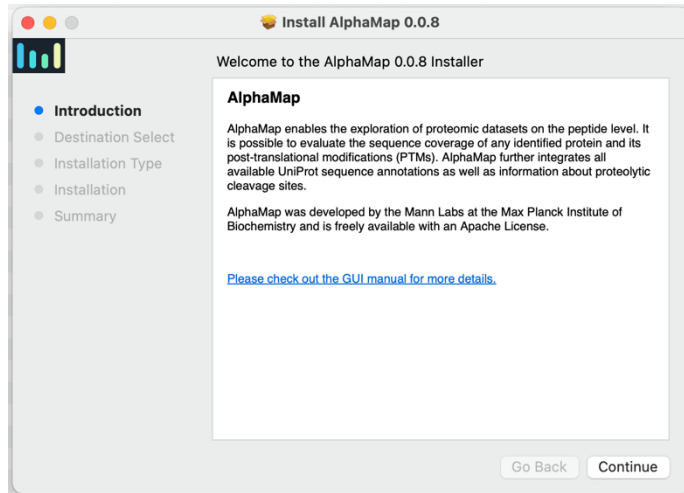 Install AlphaMap 0.0.8
Welcome to the AlphaMap 0.0.8 Installer
Introduction
Destination Select
Installation Type
Installation
Summary
AlphaMap
AlphaMap enables the exploration of proteomic datasets on the peptide level. It
is possible to evaluate the sequence coverage of any identified protein and its
post-translational modifications (PTMs). AlphaMap further integrates all
available UniProt sequence annotations as well as information about proteolytic
cleavage sites.
AlphaMap was developed by the Mann Labs at the Max Planck Institute of
Biochemistry and is freely available with an Apache License.
Please check out the GUI manual for more details.
Go Back
Continue